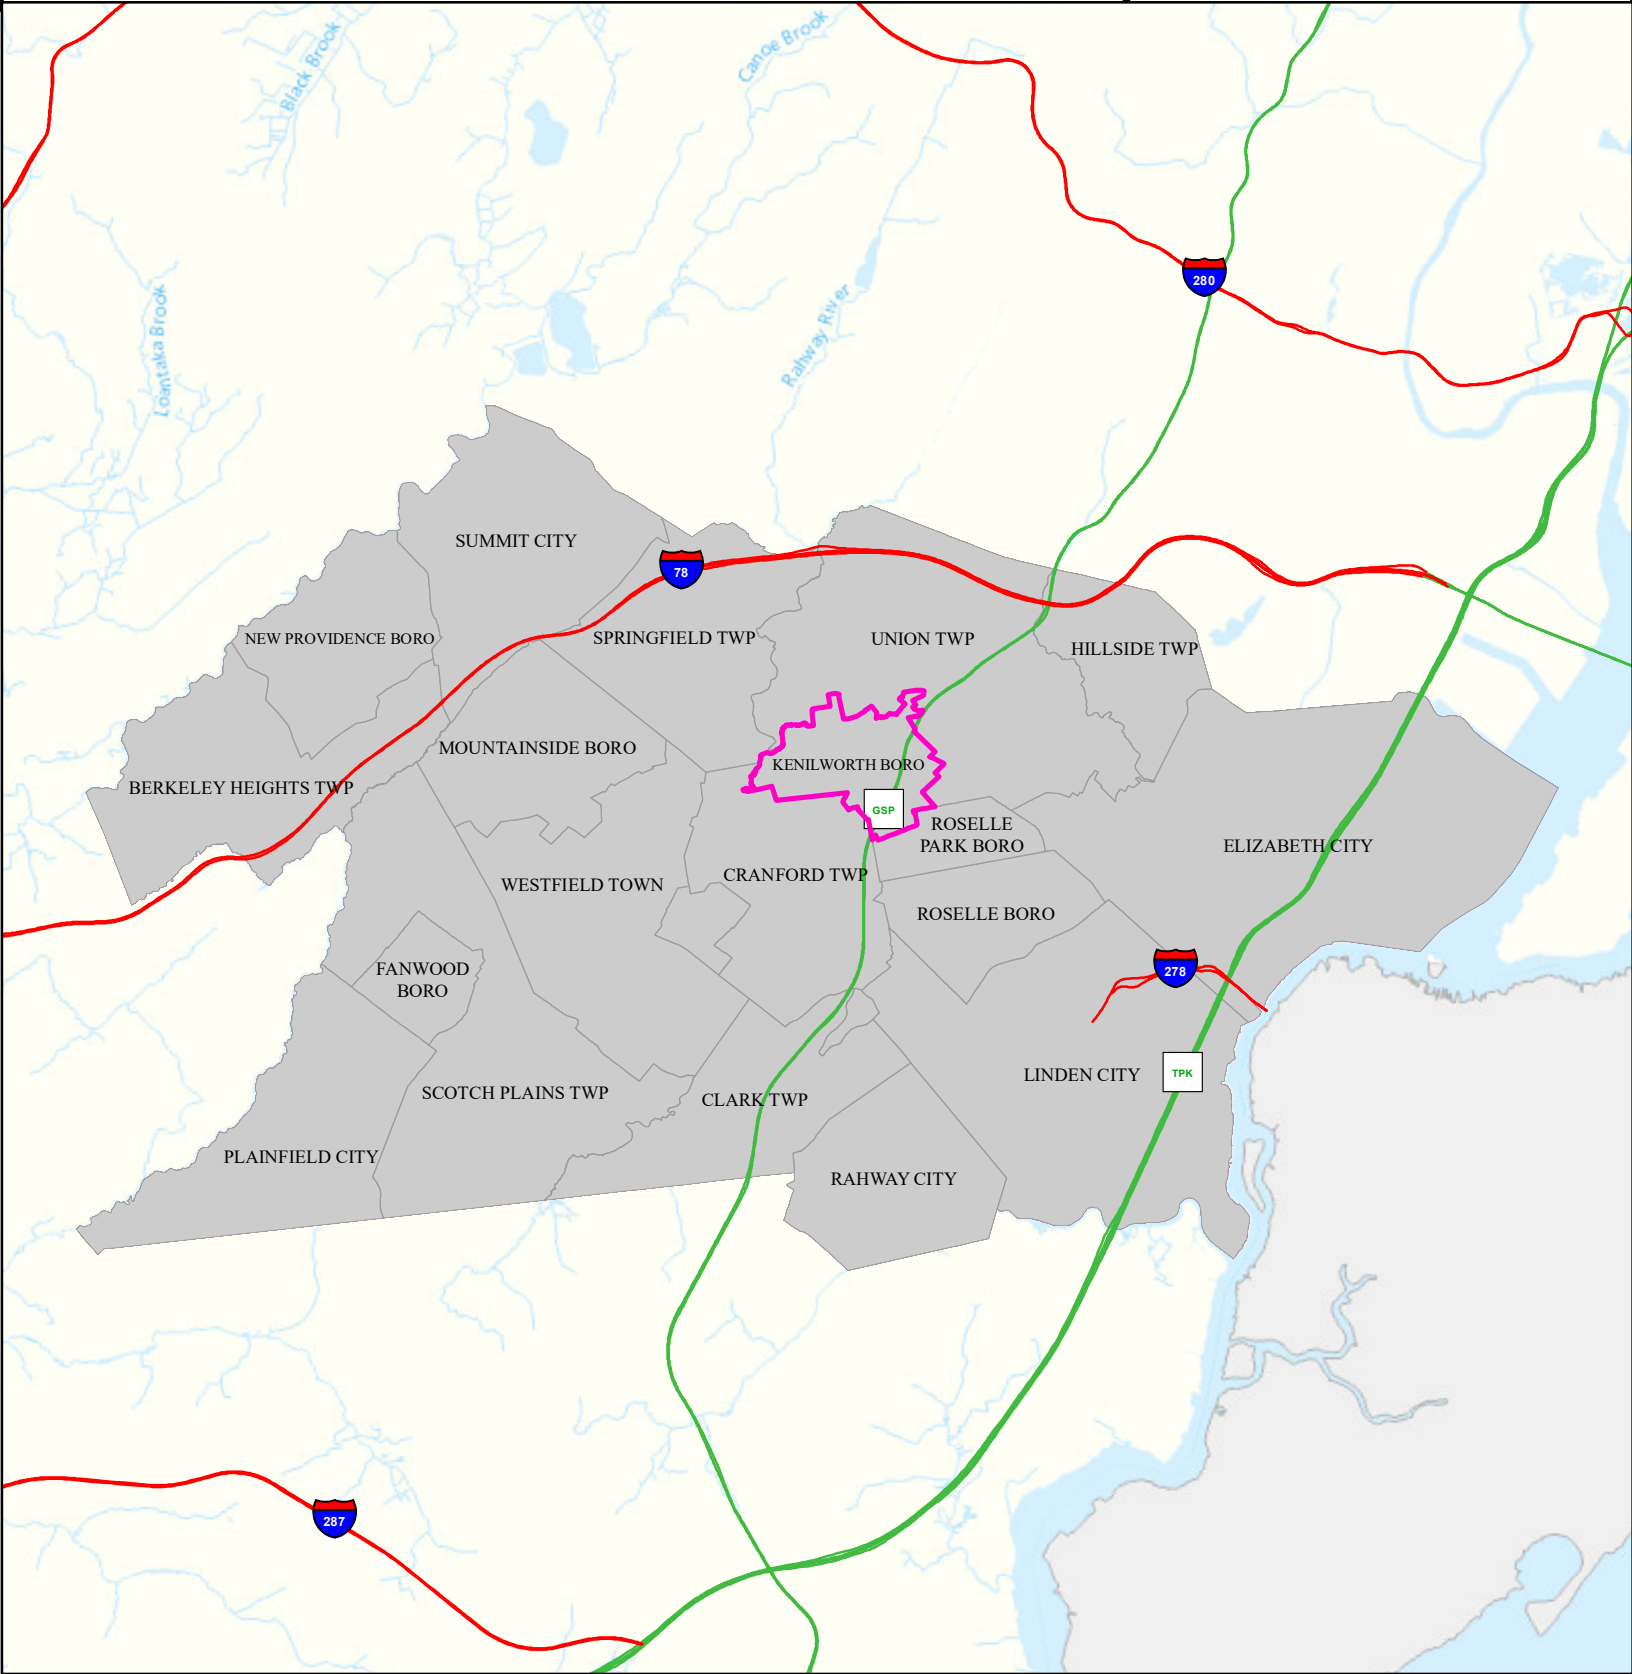 Black Brook
Canoe Brook
280
Loantaka Brook
Rahway River
SUMMIT CITY
78
NEW PROVIDENCE BORO
SPRINGFIELD TWP
UNION TWP
HILLSIDE TWP
MOUNTAINSIDE BORO
KENILWORTH BORO
BERKELEY HEIGHTS TWP
GSP
ROSELLE
PARK BORO
ELIZABETH CITY
CRANFORD TWP
WESTFIELD TOWN
ROSELLE BORO
FANWOOD
BORO
278
LINDEN CITY
TPK
SCOTCH PLAINS TWP
CLARK TWP
PLAINFIELD CITY
RAHWAY CITY
287